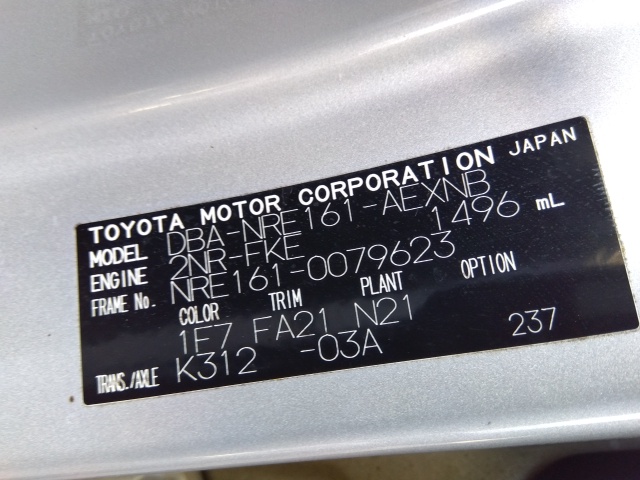 TOYOTA MOTOR CORPORATION JAPAN
MODEL DBA-NRE161-AEXNB
ENGINE 2NR-FKE 1496 mL
FRAME No. NRE161-0079623
COLOR TRIM PLANT OPTION
1F7 FA21 N21
TRANS./AXLE K312 -03A 237